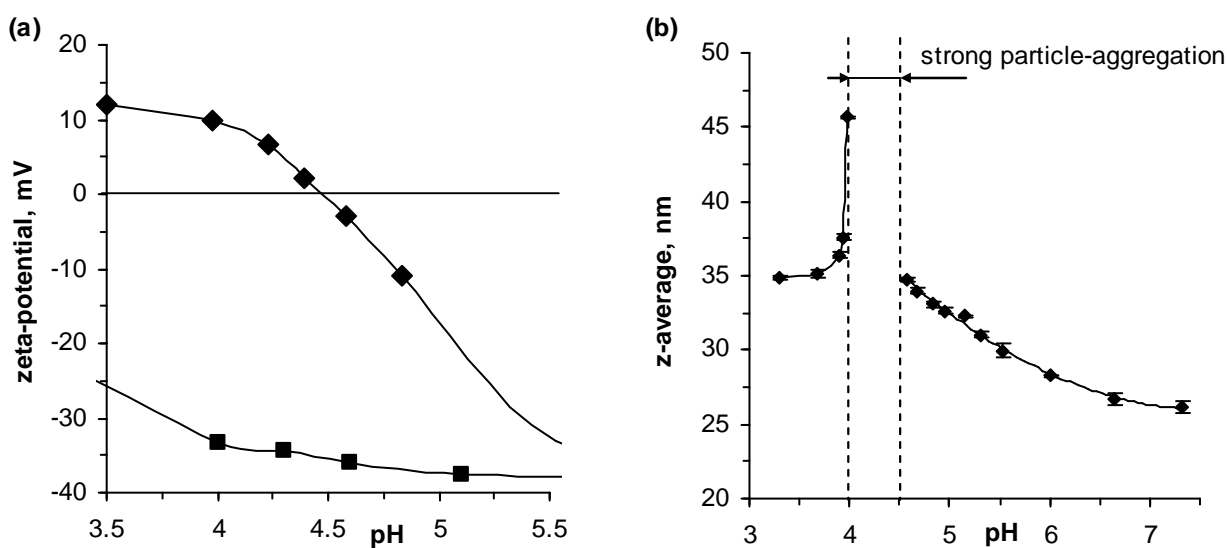 (a)
20
10
0
-10
-20
-30
-40
zeta-potential, mV
3.5 4 4.5 5 5.5
pH
(b)
strong particle-aggregation
50
45
40
35
30
25
20
z-average, nm
3 4 5 6 7
pH